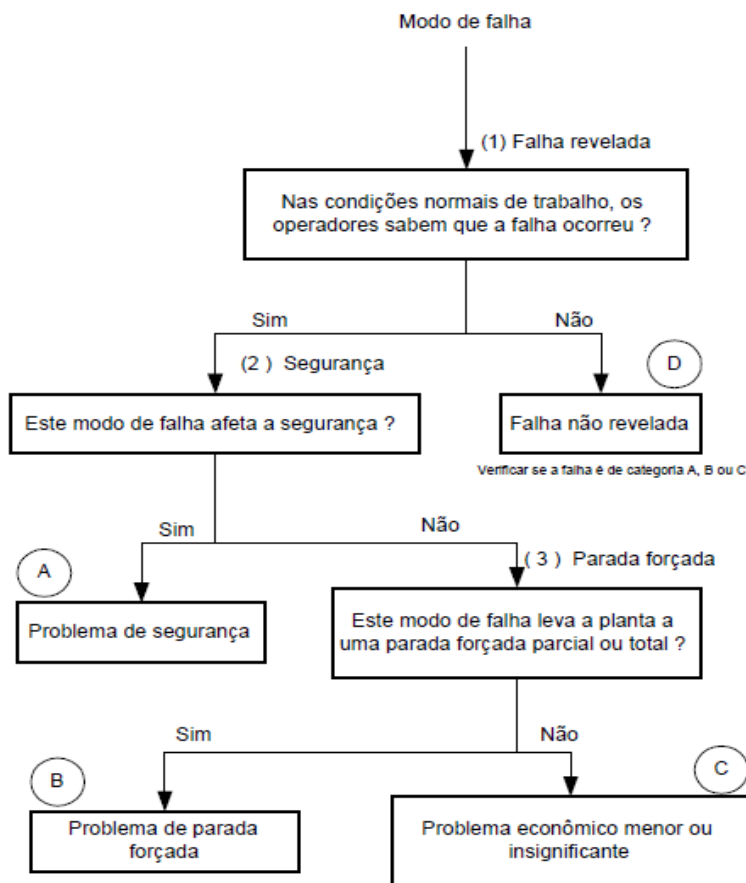 Modo de falha
(1) Falha revelada
Nas condições normais de trabalho, os
operadores sabem que a falha ocorreu ?
Sim
Não
(2 ) Segurança
D
Este modo de falha afeta a segurança ?
Falha não revelada
Verificar se a falha é de categoria A, B ou C
Sim
Não
A
( 3 ) Parada forçada
Problema de segurança
Este modo de falha leva a planta a
uma parada forçada parcial ou total ?
Sim
Não
B
C
Problema de parada
forçada
Problema econômico menor ou
insignificante